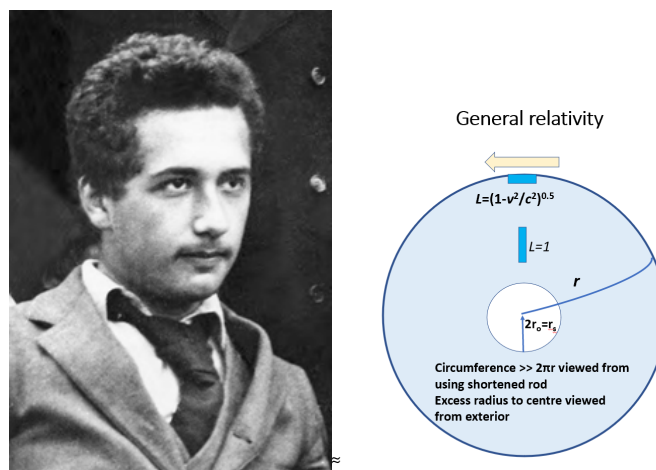 General relativity
L=(1-v²/c²)⁰·⁵
L=1
r
2rₒ=rₛ
Circumference >> 2πr viewed from
using shortened rod
Excess radius to centre viewed
from exterior
≈